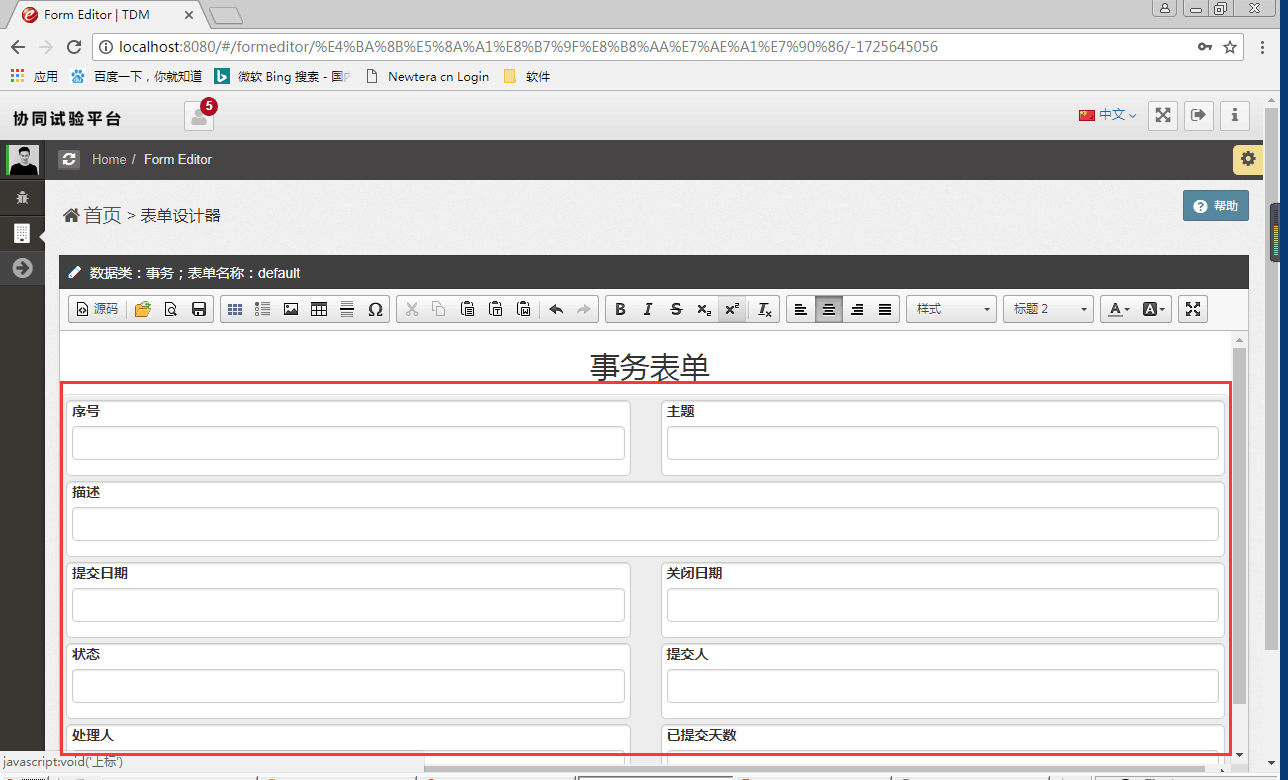 Form Editor | TDM
localhost:8080/#/formeditor/%E4%BA%8B%E5%8A%A1%E8%B7%9F%E8%B8%AA%E7%AE%A1%E7%90%86/-1725645056
应用 百度一下，你就知道 微软 Bing 搜索 - 国内 Newtera cn Login 软件
协同试验平台 5 中文
Home / Form Editor
首页 > 表单设计器 帮助
数据类：事务；表单名称：default
源码 Ω B I S x₂ x² Iₓ 样式 标题 2 A A
事务表单
序号 主题
描述
提交日期 关闭日期
状态 提交人
处理人 已提交天数
javascript:void('上标')